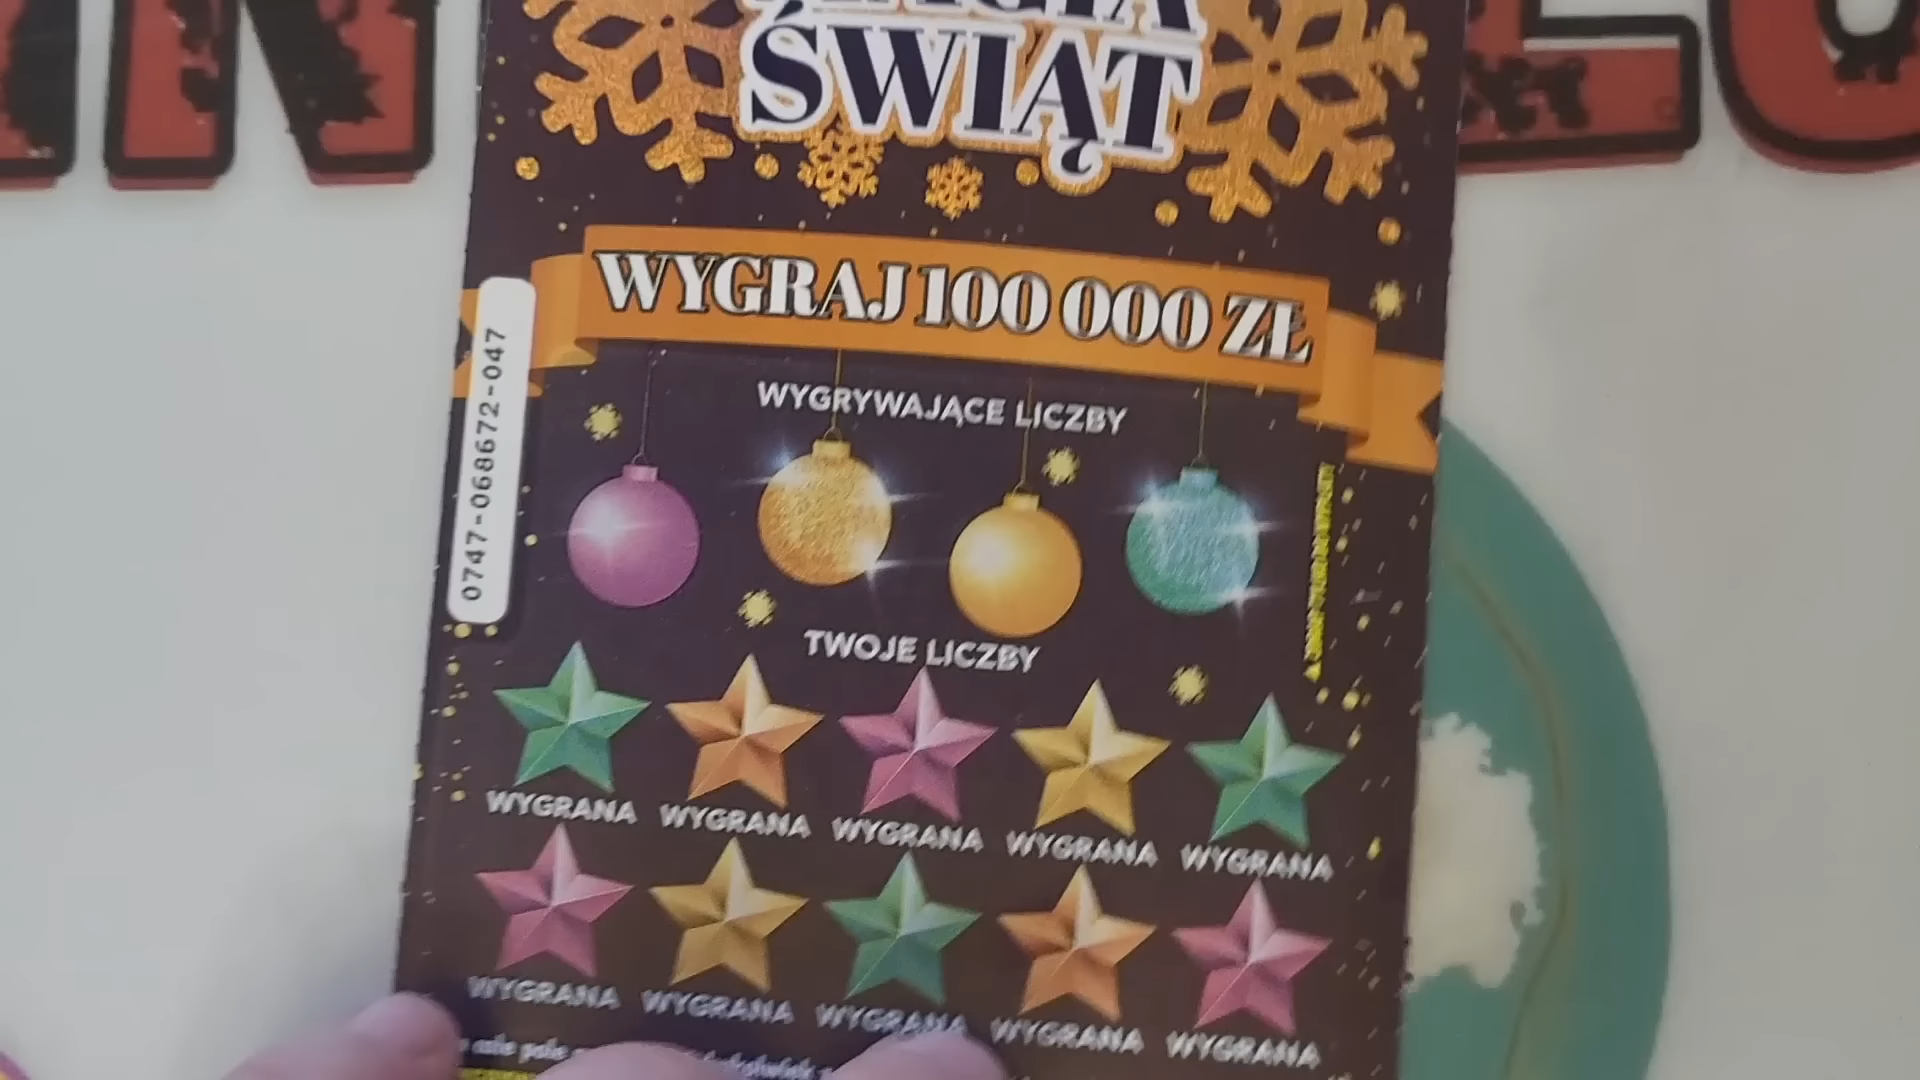 ŚWIĄT
WYGRAJ 100 000 ZŁ
0747-068672-047
WYGRYWAJĄCE LICZBY
TWOJE LICZBY
WYGRANA WYGRANA WYGRANA WYGRANA WYGRANA
WYGRANA WYGRANA WYGRANA WYGRANA WYGRANA